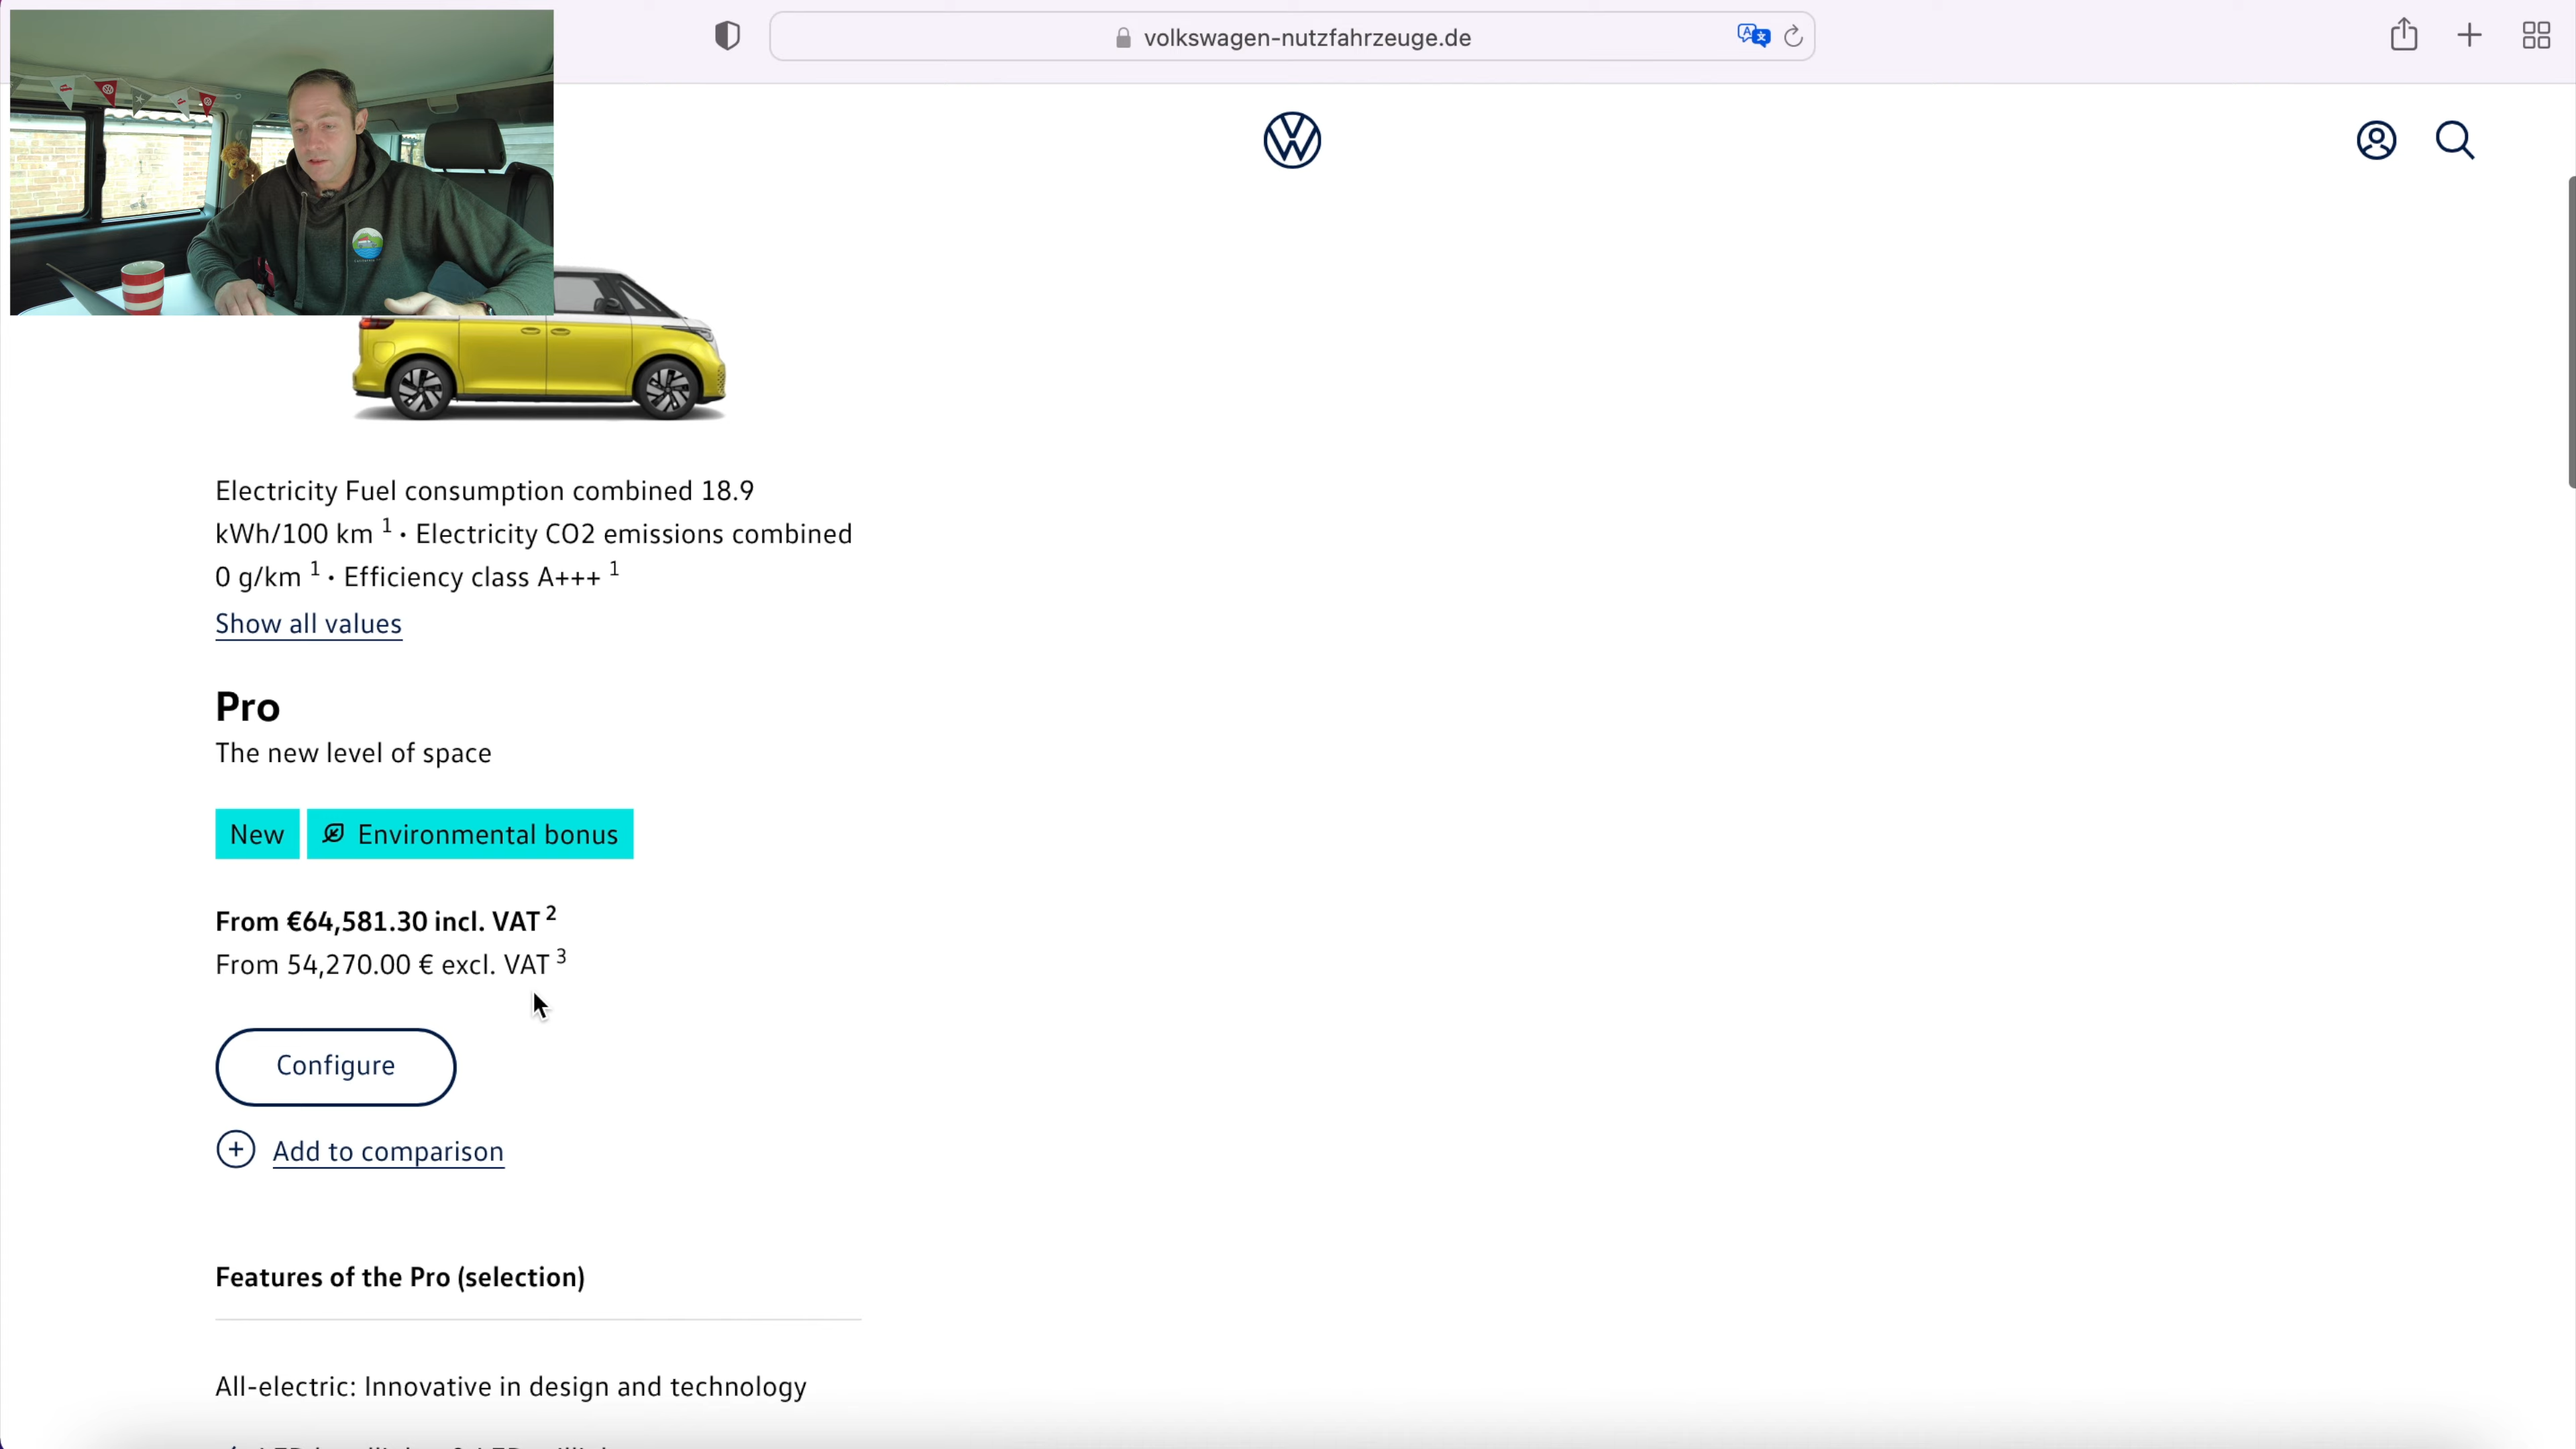 volkswagen-nutzfahrzeuge.de
Electricity Fuel consumption combined 18.9
kWh/100 km 1 • Electricity CO2 emissions combined
0 g/km 1 • Efficiency class A+++ 1
Show all values
Pro
The new level of space
New
Environmental bonus
From €64,581.30 incl. VAT 2
From 54,270.00 € excl. VAT 3
Configure
Add to comparison
Features of the Pro (selection)
All-electric: Innovative in design and technology